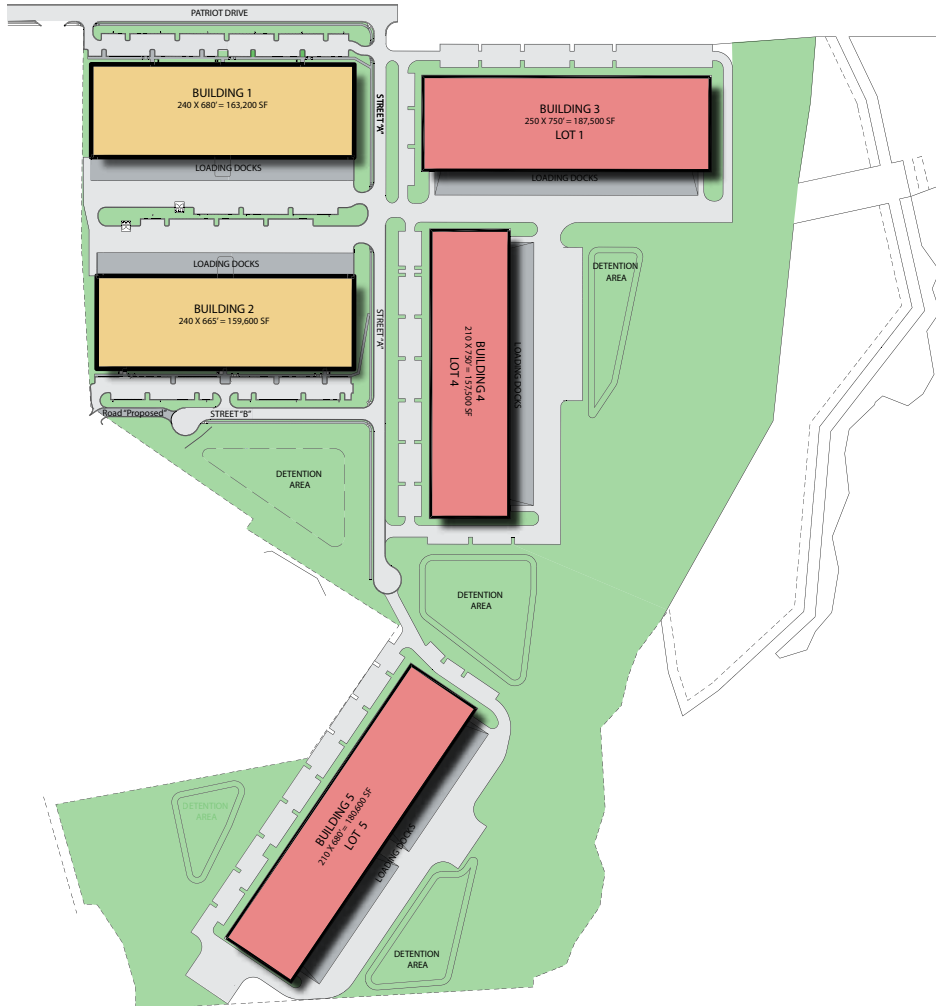 PATRIOT DRIVE
BUILDING 1
240 X 680' = 163,200 SF
LOADING DOCKS
STREET "A"
BUILDING 3
250 X 750' = 187,500 SF
LOT 1
LOADING DOCKS
LOADING DOCKS
BUILDING 2
240 X 665' = 159,600 SF
STREET "A"
Road "Proposed"
STREET "B"
BUILDING 4
210 X 750' = 157,500 SF
LOT 4
LOADING DOCKS
DETENTION
AREA
DETENTION
AREA
DETENTION
AREA
BUILDING 5
210 X 680' = 180,600 SF
LOT 5
LOADING DOCKS
DETENTION
AREA
DETENTION
AREA